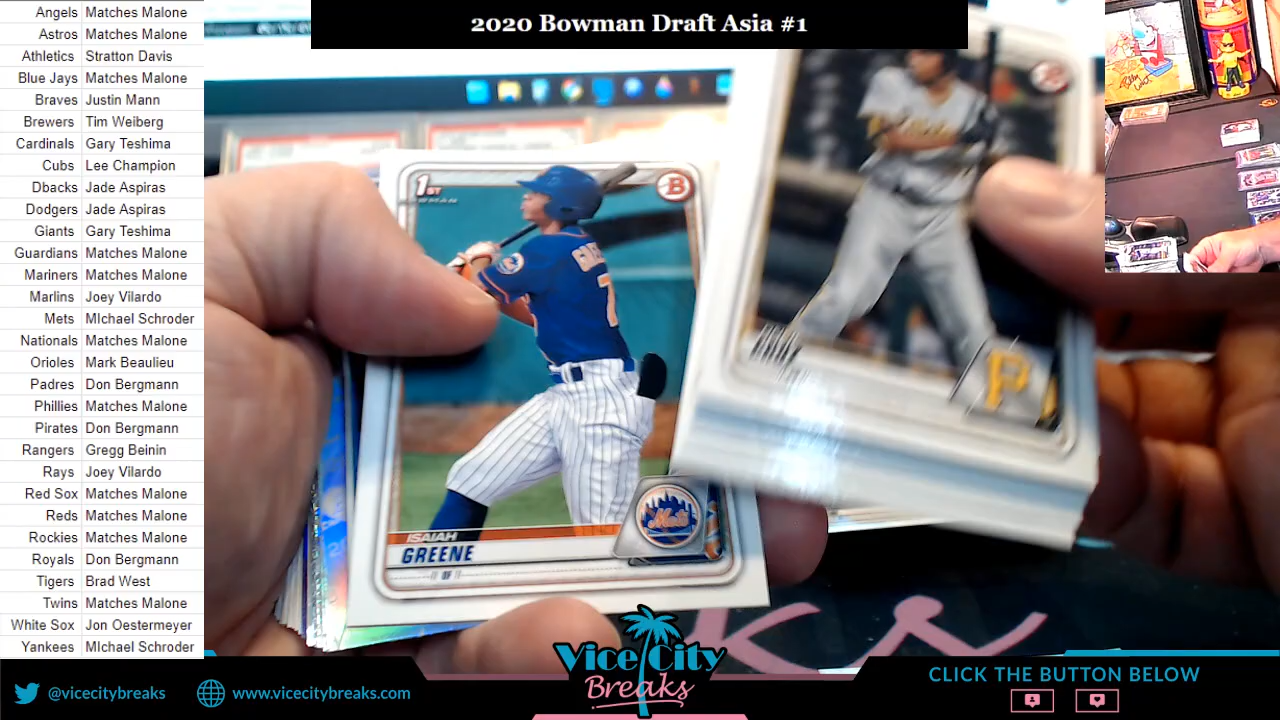 2020 Bowman Draft Asia #1
Angels Matches Malone
Astros Matches Malone
Athletics Stratton Davis
Blue Jays Matches Malone
Braves Justin Mann
Brewers Tim Weiberg
Cardinals Gary Teshima
Cubs Lee Champion
Dbacks Jade Aspiras
Dodgers Jade Aspiras
Giants Gary Teshima
Guardians Matches Malone
Mariners Matches Malone
Marlins Joey Vilardo
Mets MIchael Schroder
Nationals Matches Malone
Orioles Mark Beaulieu
Padres Don Bergmann
Phillies Matches Malone
Pirates Don Bergmann
Rangers Gregg Beinin
Rays Joey Vilardo
Red Sox Matches Malone
Reds Matches Malone
Rockies Matches Malone
Royals Don Bergmann
Tigers Brad West
Twins Matches Malone
White Sox Jon Oestermeyer
Yankees MIchael Schroder
1ST
BOWMAN
B
7
Mets
ISAIAH
GREENE
OF
P
Vice City
Breaks
@vicecitybreaks
www.vicecitybreaks.com
CLICK THE BUTTON BELOW